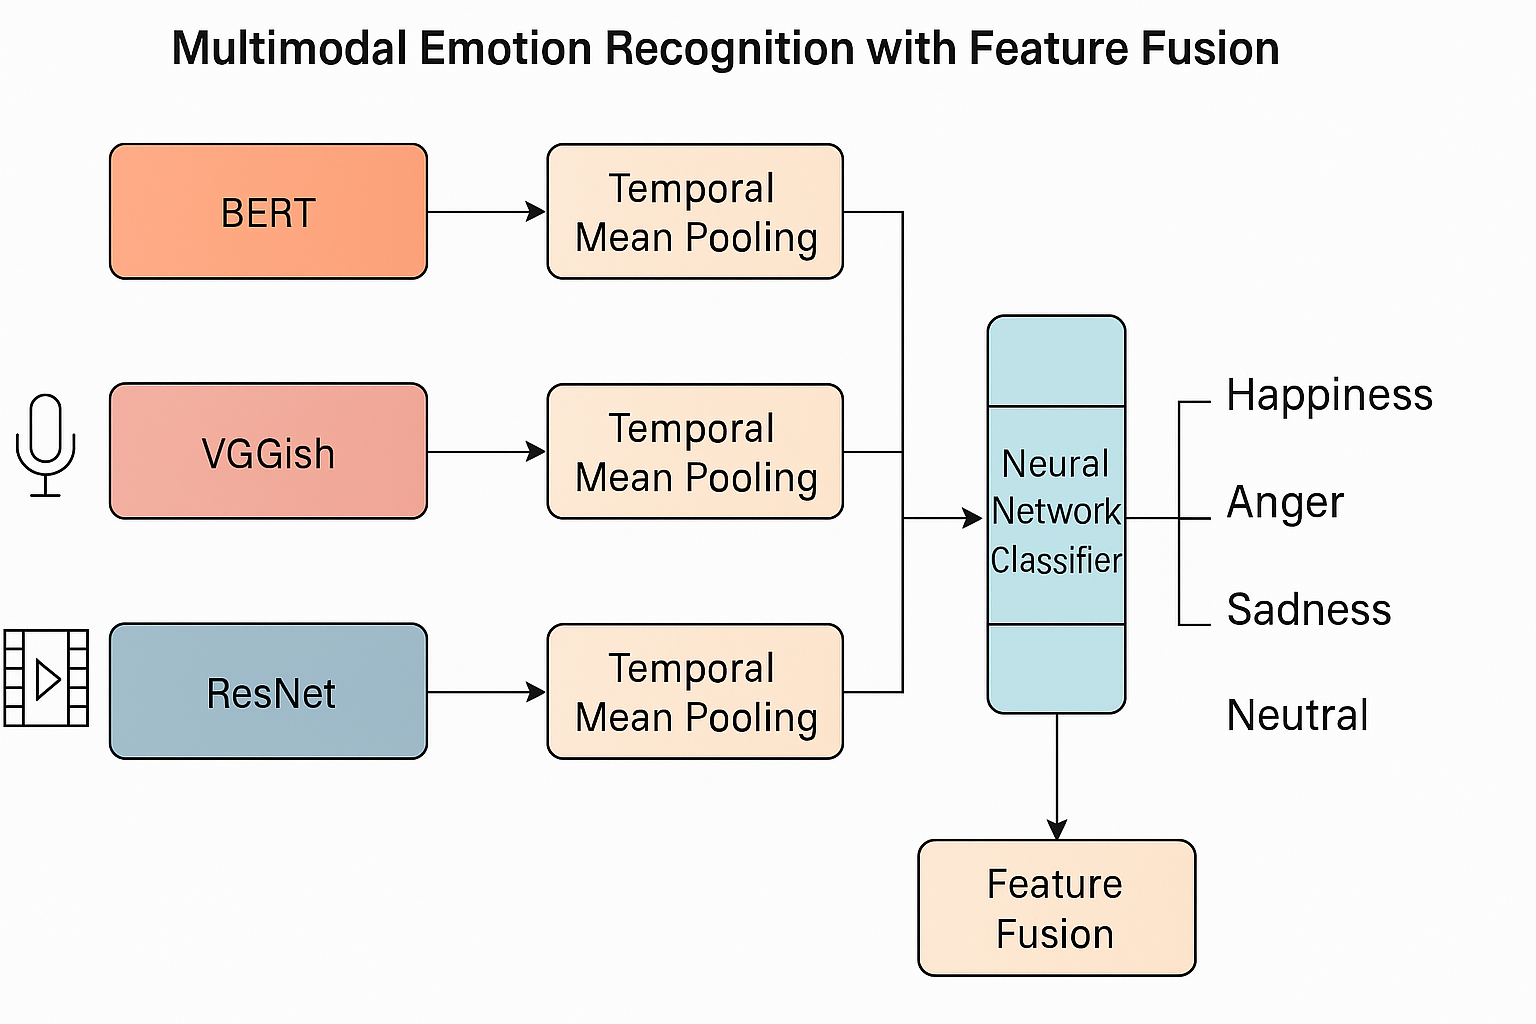 Multimodal Emotion Recognition with Feature Fusion
BERT
Temporal
Mean Pooling
VGGish
Temporal
Mean Pooling
ResNet
Temporal
Mean Pooling
Neural
Network
Classifier
Happiness
Anger
Sadness
Neutral
Feature
Fusion